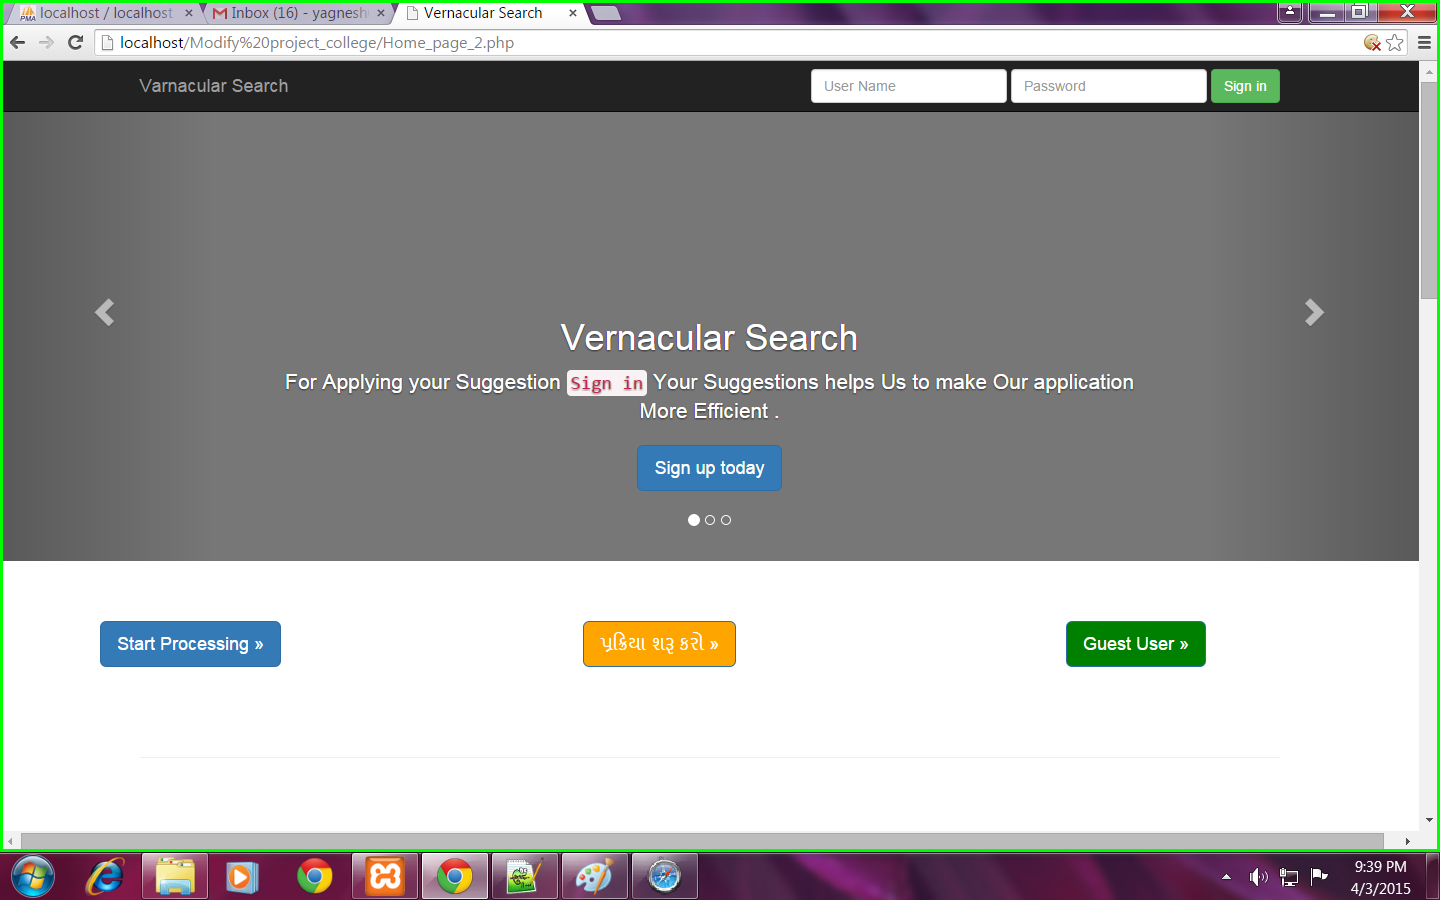 localhost / localhost
Inbox (16) - yagnesh
Vernacular Search
localhost/Modify%20project_college/Home_page_2.php
Varnacular Search
User Name
Password
Sign in
Vernacular Search
For Applying your Suggestion Sign in Your Suggestions helps Us to make Our application
More Efficient .
Sign up today
Start Processing »
પ્રક્રિયા શરૂ કરો »
Guest User »
9:39 PM
4/3/2015